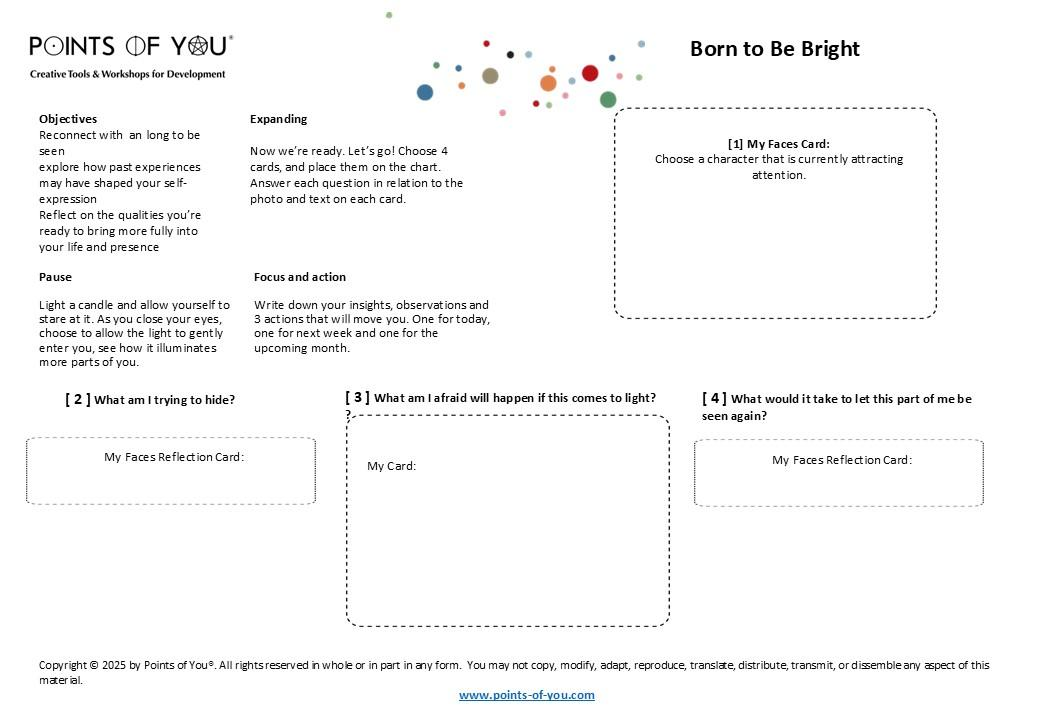 POINTS OF YOU®
Creative Tools & Workshops for Development
Born to Be Bright
Objectives
Reconnect with an long to be
seen
explore how past experiences
may have shaped your self-
expression
Reflect on the qualities you're
ready to bring more fully into
your life and presence
Expanding
Now we're ready. Let's go! Choose 4
cards, and place them on the chart.
Answer each question in relation to the
photo and text on each card.
[1] My Faces Card:
Choose a character that is currently attracting
attention.
Pause
Light a candle and allow yourself to
stare at it. As you close your eyes,
choose to allow the light to gently
enter you, see how it illuminates
more parts of you.
Focus and action
Write down your insights, observations and
3 actions that will move you. One for today,
one for next week and one for the
upcoming month.
[ 2 ] What am I trying to hide?
My Faces Reflection Card:
[ 3 ] What am I afraid will happen if this comes to light?
?
My Card:
[ 4 ] What would it take to let this part of me be
seen again?
My Faces Reflection Card:
Copyright © 2025 by Points of You®. All rights reserved in whole or in part in any form. You may not copy, modify, adapt, reproduce, translate, distribute, transmit, or dissemble any aspect of this
material.
www.points-of-you.com